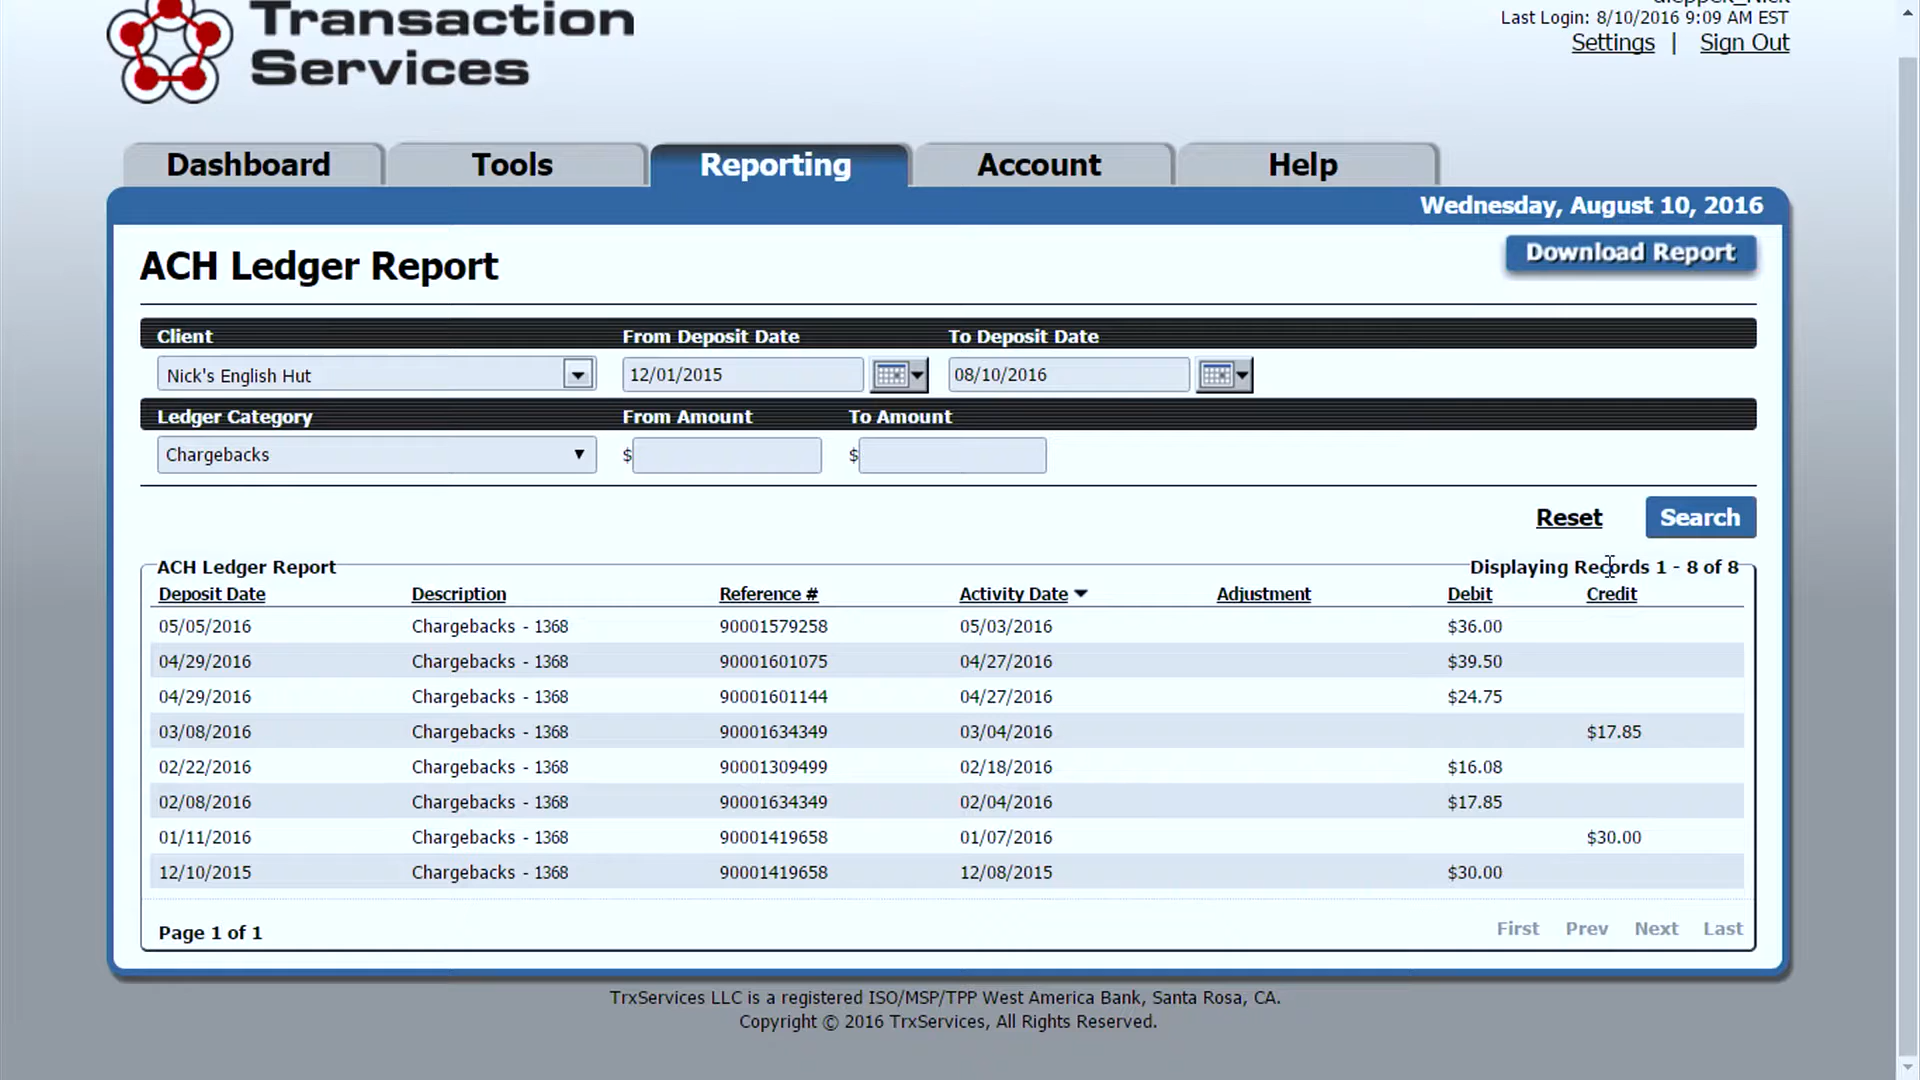 Transaction
Services
Last Login: 8/10/2016 9:09 AM EST
Settings | Sign Out
Dashboard Tools Reporting Account Help
Wednesday, August 10, 2016
ACH Ledger Report
Download Report
Client From Deposit Date To Deposit Date
Nick's English Hut 12/01/2015 08/10/2016
Ledger Category From Amount To Amount
Chargebacks $ $
Reset Search
ACH Ledger Report Displaying Records 1 - 8 of 8
Deposit Date Description Reference # Activity Date Adjustment Debit Credit
05/05/2016 Chargebacks - 1368 90001579258 05/03/2016 $36.00
04/29/2016 Chargebacks - 1368 90001601075 04/27/2016 $39.50
04/29/2016 Chargebacks - 1368 90001601144 04/27/2016 $24.75
03/08/2016 Chargebacks - 1368 90001634349 03/04/2016 $17.85
02/22/2016 Chargebacks - 1368 90001309499 02/18/2016 $16.08
02/08/2016 Chargebacks - 1368 90001634349 02/04/2016 $17.85
01/11/2016 Chargebacks - 1368 90001419658 01/07/2016 $30.00
12/10/2015 Chargebacks - 1368 90001419658 12/08/2015 $30.00
Page 1 of 1 First Prev Next Last
TrxServices LLC is a registered ISO/MSP/TPP West America Bank, Santa Rosa, CA.
Copyright © 2016 TrxServices, All Rights Reserved.